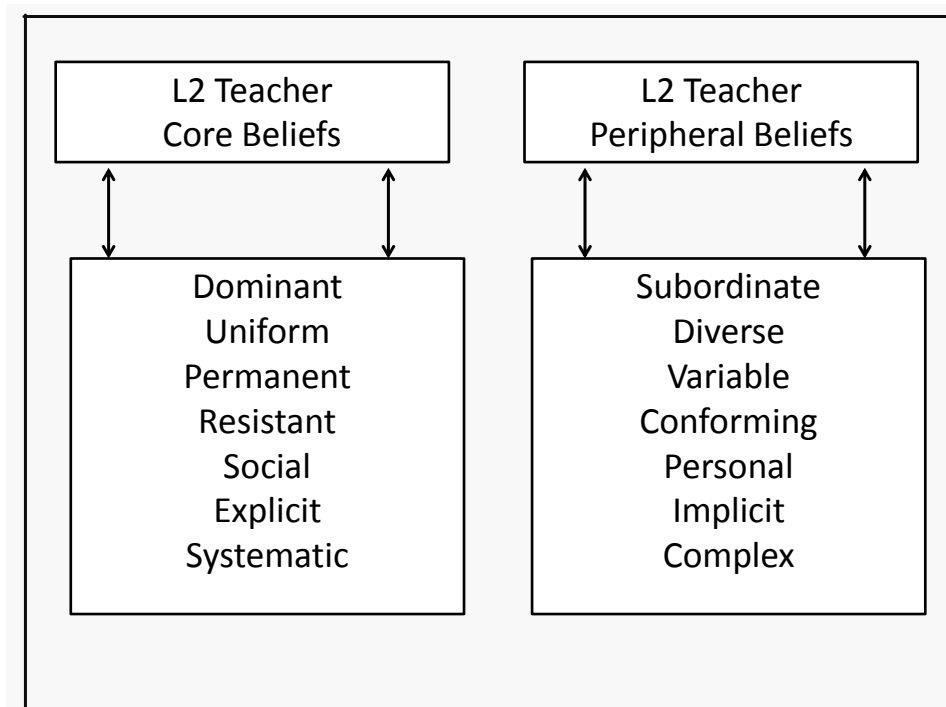 L2 Teacher
Core Beliefs
Dominant
Uniform
Permanent
Resistant
Social
Explicit
Systematic
L2 Teacher
Peripheral Beliefs
Subordinate
Diverse
Variable
Conforming
Personal
Implicit
Complex